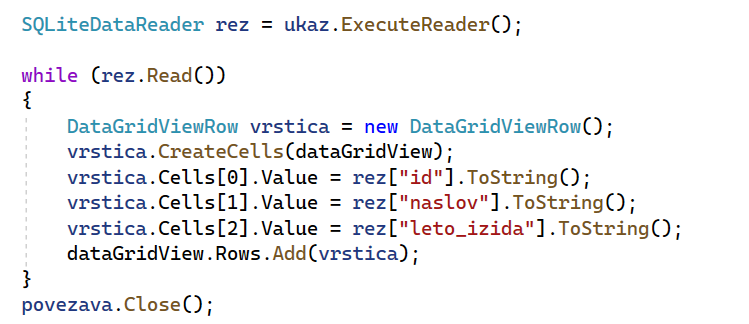 SQLiteDataReader rez = ukaz.ExecuteReader();

while (rez.Read())
{
    DataGridViewRow vrstica = new DataGridViewRow();
    vrstica.CreateCells(dataGridView);
    vrstica.Cells[0].Value = rez["id"].ToString();
    vrstica.Cells[1].Value = rez["naslov"].ToString();
    vrstica.Cells[2].Value = rez["leto_izida"].ToString();
    dataGridView.Rows.Add(vrstica);
}
povezava.Close();